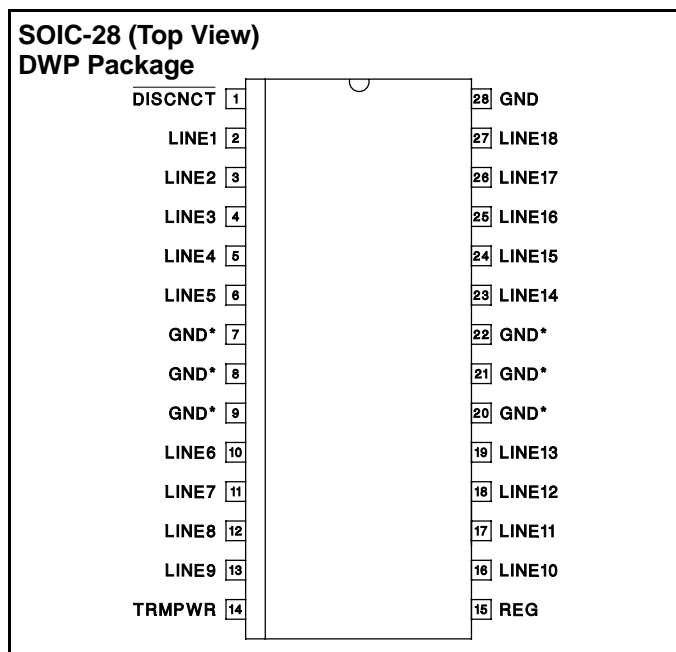 SOIC-28 (Top View)
DWP Package
DISCNCT 1 28 GND
LINE1 2 27 LINE18
LINE2 3 26 LINE17
LINE3 4 25 LINE16
LINE4 5 24 LINE15
LINE5 6 23 LINE14
GND* 7 22 GND*
GND* 8 21 GND*
GND* 9 20 GND*
LINE6 10 19 LINE13
LINE7 11 18 LINE12
LINE8 12 17 LINE11
LINE9 13 16 LINE10
TRMPWR 14 15 REG